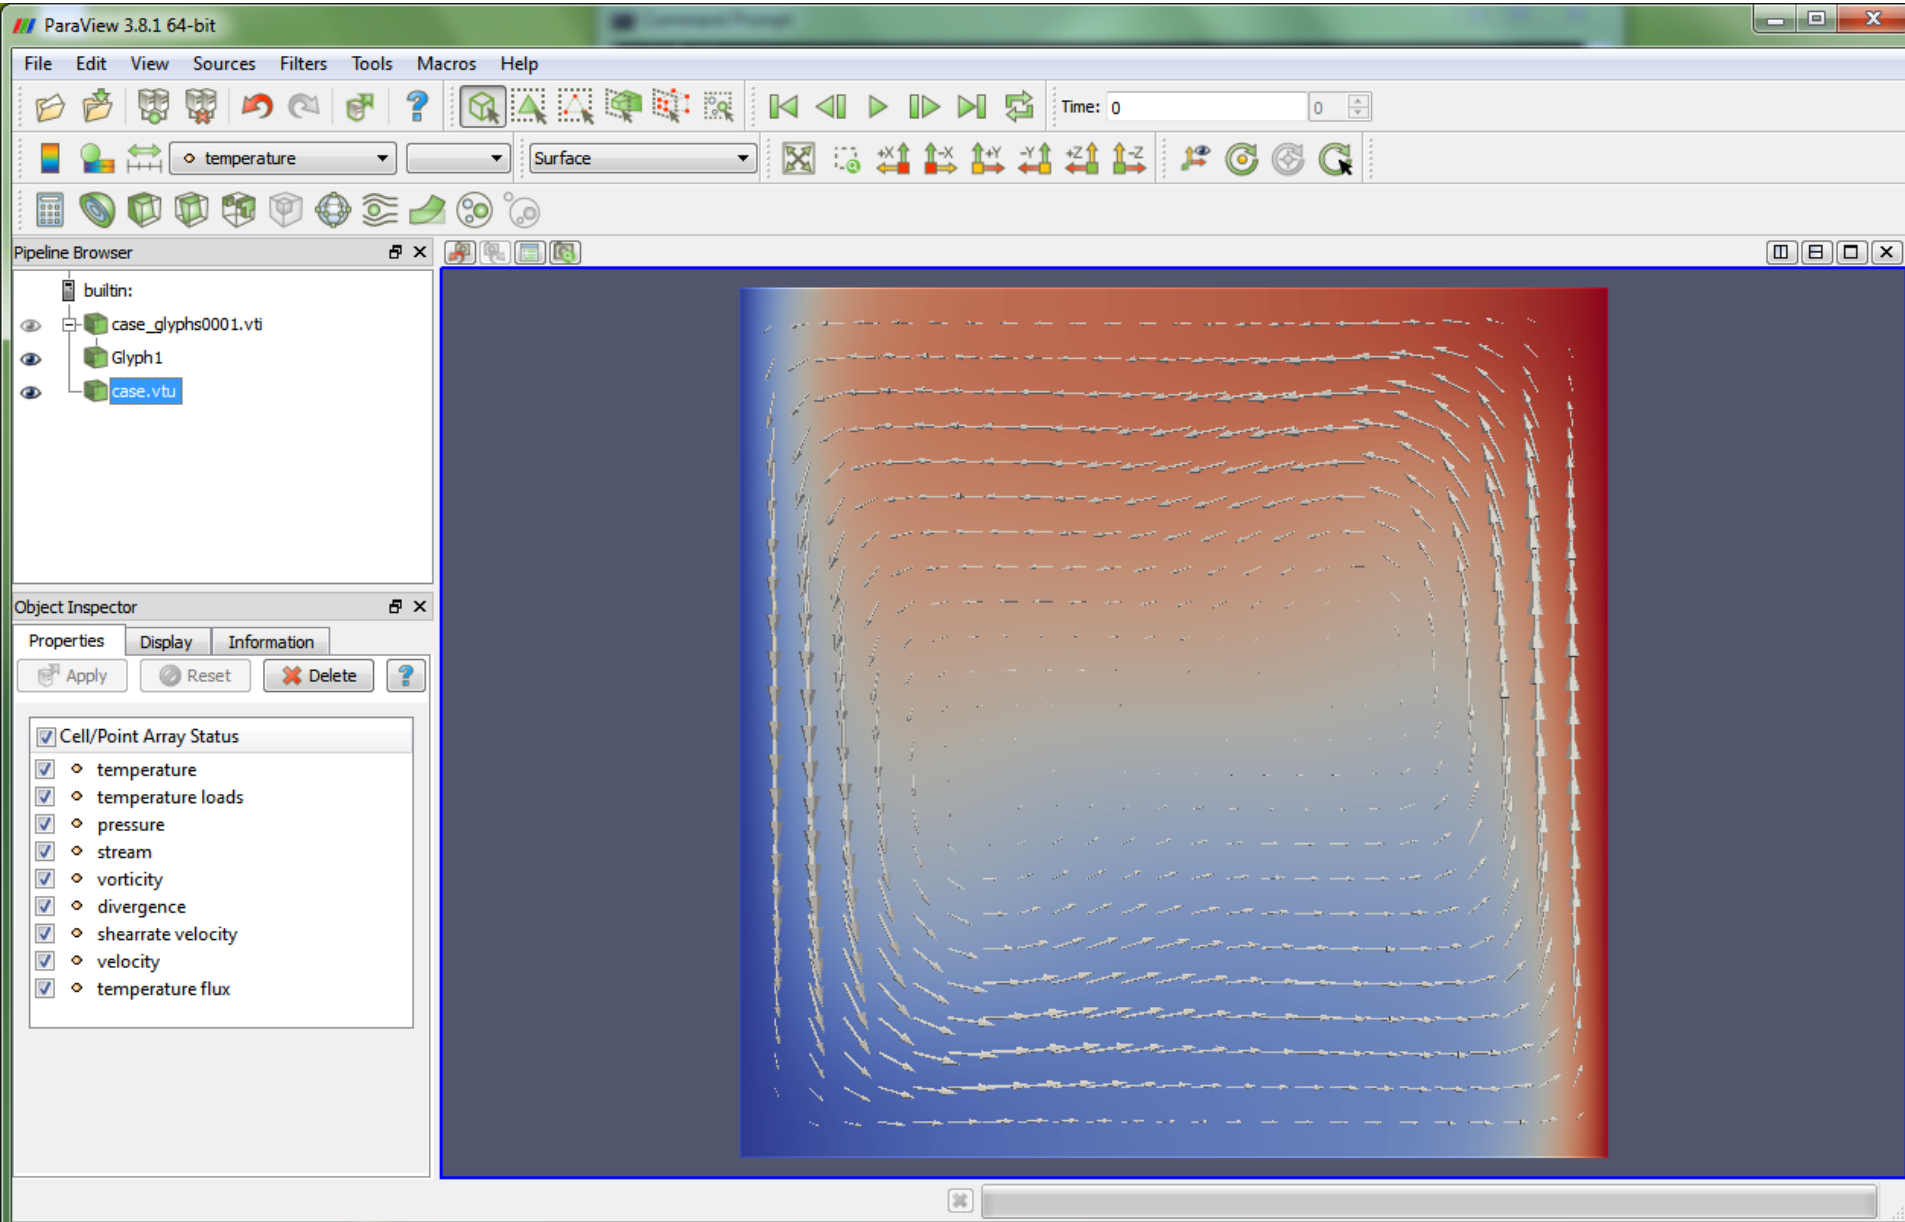 ParaView 3.8.1 64-bit
Command Prompt
File Edit View Sources Filters Tools Macros Help
Time: 0 0
temperature Surface
+X -X +Y -Y +Z -Z
Pipeline Browser
builtin:
case_glyphs0001.vti
Glyph1
case.vtu
Object Inspector
Properties Display Information
Apply Reset Delete ?
Cell/Point Array Status
temperature
temperature loads
pressure
stream
vorticity
divergence
shearrate velocity
velocity
temperature flux